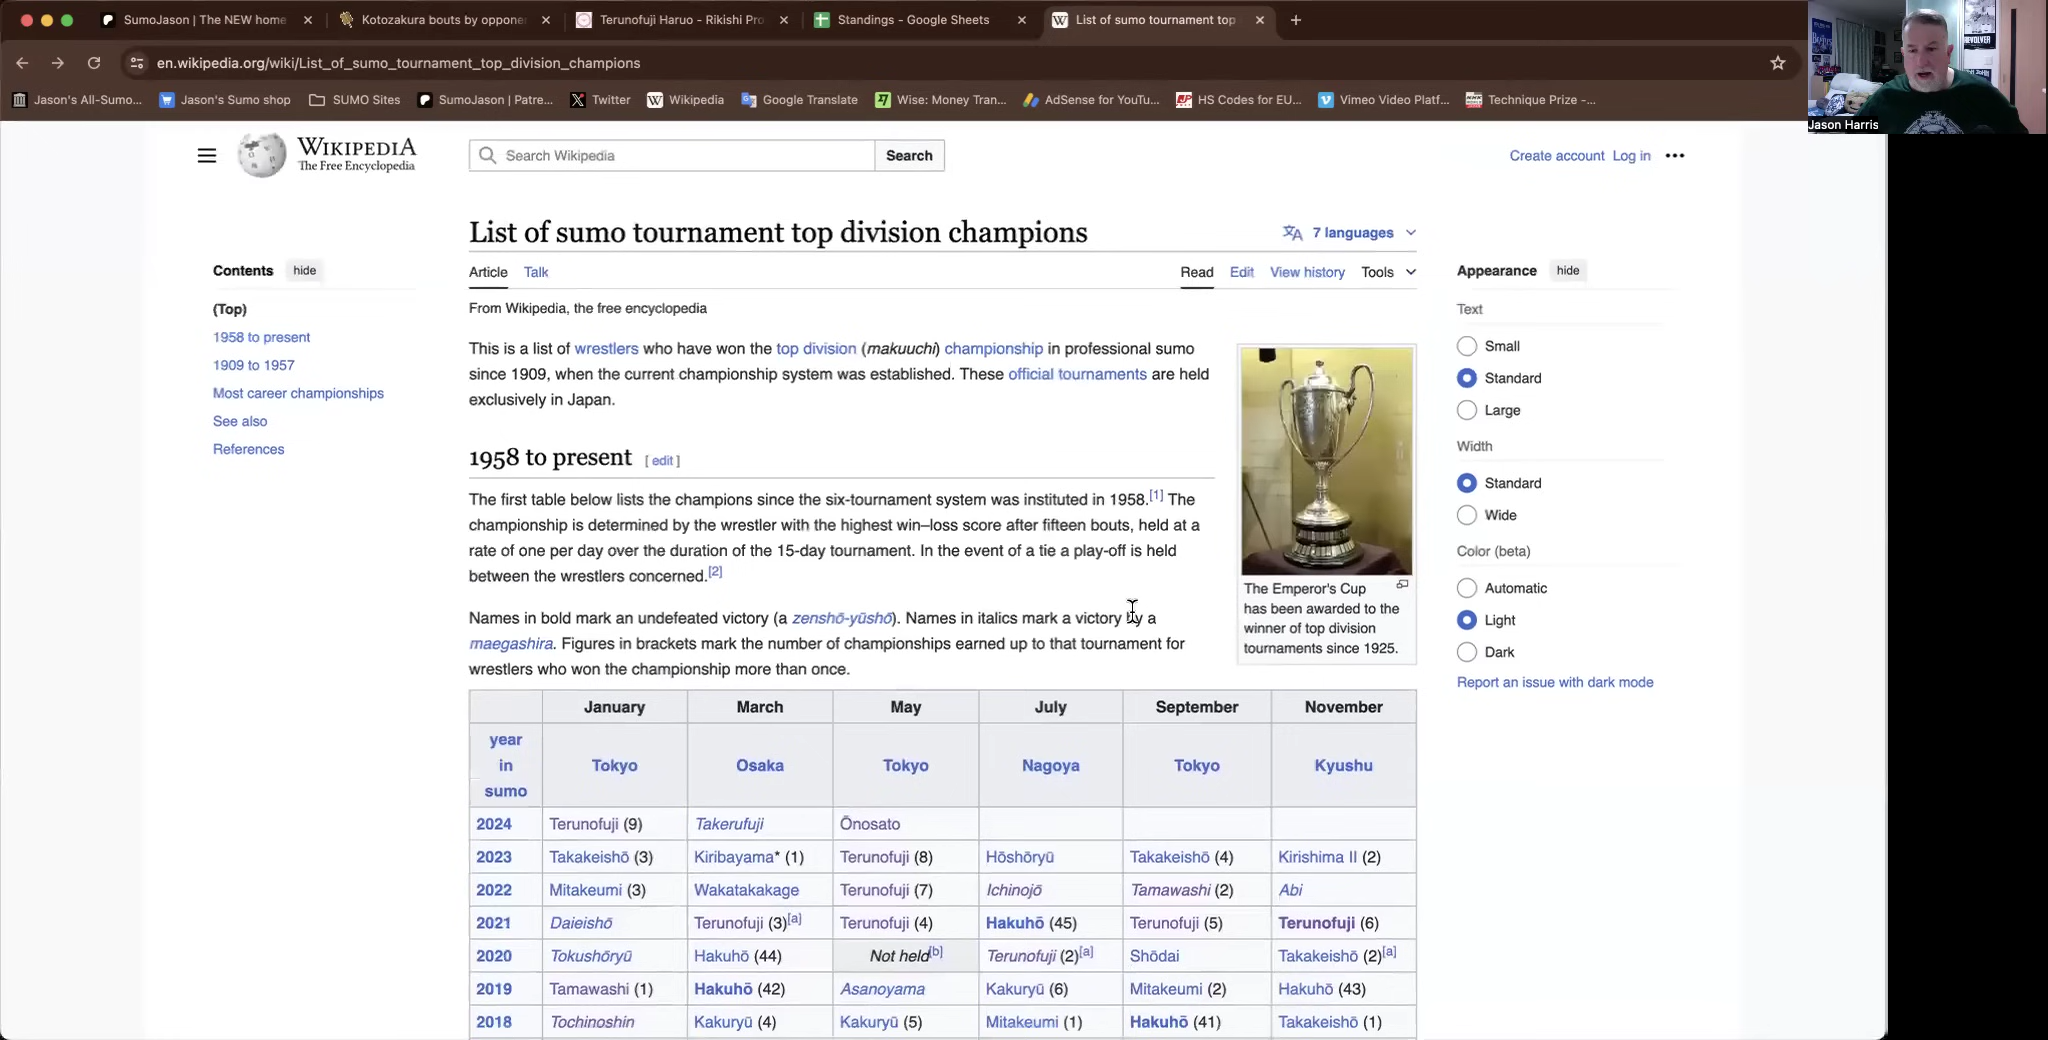 SumoJason | The NEW home
Kotozakura bouts by oppone
Terunofuji Haruo - Rikishi Pro
Standings - Google Sheets
List of sumo tournament top
en.wikipedia.org/wiki/List_of_sumo_tournament_top_division_champions
Jason's All-Sumo...
Jason's Sumo shop
SUMO Sites
SumoJason | Patre...
Twitter
Wikipedia
Google Translate
Wise: Money Tran...
AdSense for YouTu...
HS Codes for EU...
Vimeo Video Platf...
Technique Prize -...
Jason Harris
WIKIPEDIA
The Free Encyclopedia
Search Wikipedia
Search
Create account Log in
List of sumo tournament top division champions
7 languages
Contents hide
(Top)
1958 to present
1909 to 1957
Most career championships
See also
References
Article Talk
Read Edit View history Tools
From Wikipedia, the free encyclopedia
This is a list of wrestlers who have won the top division (makuuchi) championship in professional sumo
since 1909, when the current championship system was established. These official tournaments are held
exclusively in Japan.
1958 to present [ edit ]
The first table below lists the champions since the six-tournament system was instituted in 1958.[1] The
championship is determined by the wrestler with the highest win–loss score after fifteen bouts, held at a
rate of one per day over the duration of the 15-day tournament. In the event of a tie a play-off is held
between the wrestlers concerned.[2]
Names in bold mark an undefeated victory (a zenshō-yūshō). Names in italics mark a victory by a
maegashira. Figures in brackets mark the number of championships earned up to that tournament for
wrestlers who won the championship more than once.
The Emperor's Cup
has been awarded to the
winner of top division
tournaments since 1925.
Appearance hide
Text
Small
Standard
Large
Width
Standard
Wide
Color (beta)
Automatic
Light
Dark
Report an issue with dark mode
January March May July September November
year
in
sumo
Tokyo Osaka Tokyo Nagoya Tokyo Kyushu
2024 Terunofuji (9) Takerufuji Ōnosato
2023 Takakeishō (3) Kiribayama* (1) Terunofuji (8) Hōshōryū Takakeishō (4) Kirishima II (2)
2022 Mitakeumi (3) Wakatakakage Terunofuji (7) Ichinojō Tamawashi (2) Abi
2021 Daieishō Terunofuji (3)[a] Terunofuji (4) Hakuhō (45) Terunofuji (5) Terunofuji (6)
2020 Tokushōryū Hakuhō (44) Not held[b] Terunofuji (2)[a] Shōdai Takakeishō (2)[a]
2019 Tamawashi (1) Hakuhō (42) Asanoyama Kakuryū (6) Mitakeumi (2) Hakuhō (43)
2018 Tochinoshin Kakuryū (4) Kakuryū (5) Mitakeumi (1) Hakuhō (41) Takakeishō (1)